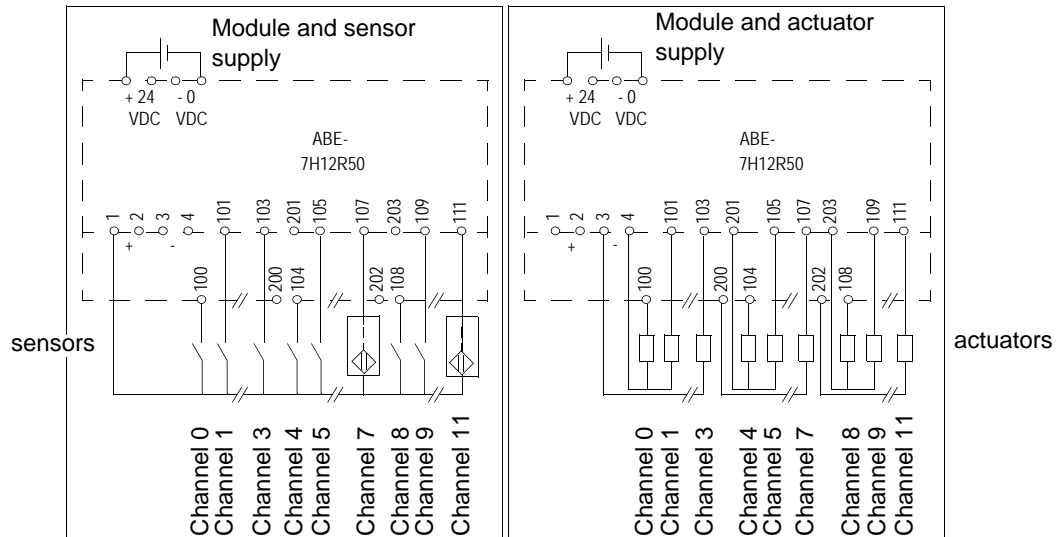 Module and sensor
supply
+ 24
VDC
- 0
VDC
ABE-
7H12R50
1
2
3
4
101
103
201
105
107
203
109
111
+
-
100
200
104
202
108
sensors
Channel 0
Channel 1
Channel 3
Channel 4
Channel 5
Channel 7
Channel 8
Channel 9
Channel 11
Module and actuator
supply
+ 24
VDC
- 0
VDC
ABE-
7H12R50
1
2
3
4
101
103
201
105
107
203
109
111
+
-
100
200
104
202
108
actuators
Channel 0
Channel 1
Channel 3
Channel 4
Channel 5
Channel 7
Channel 8
Channel 9
Channel 11